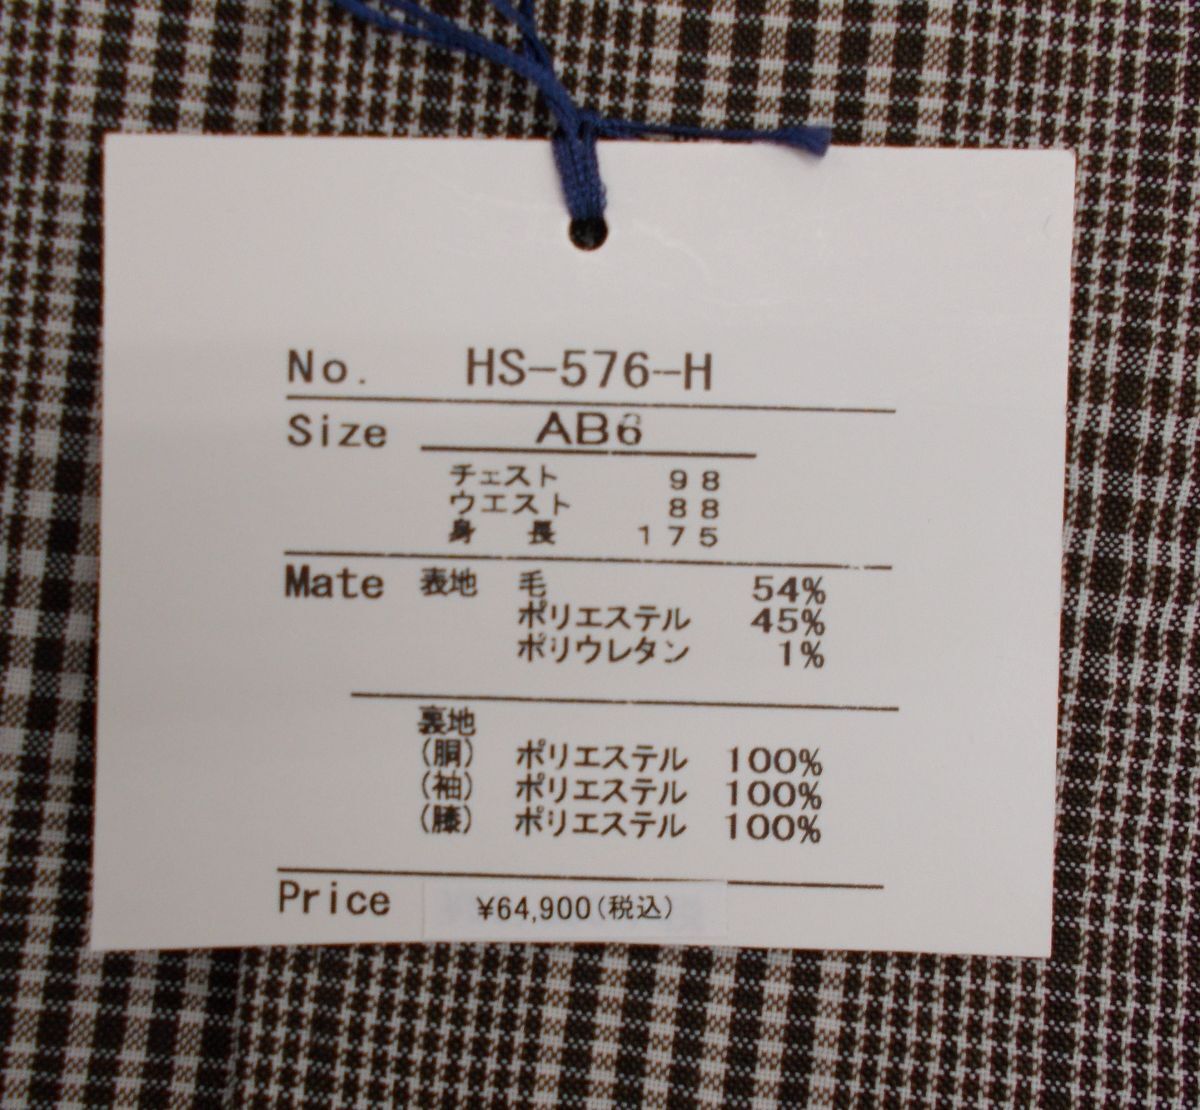 No. HS-576-H
Size AB6
チェスト 98
ウエスト 88
身長 175
Mate 表地 毛 54%
ポリエステル 45%
ポリウレタン 1%
裏地
(胴) ポリエステル 100%
(袖) ポリエステル 100%
(膝) ポリエステル 100%
Price ¥64,900(税込)